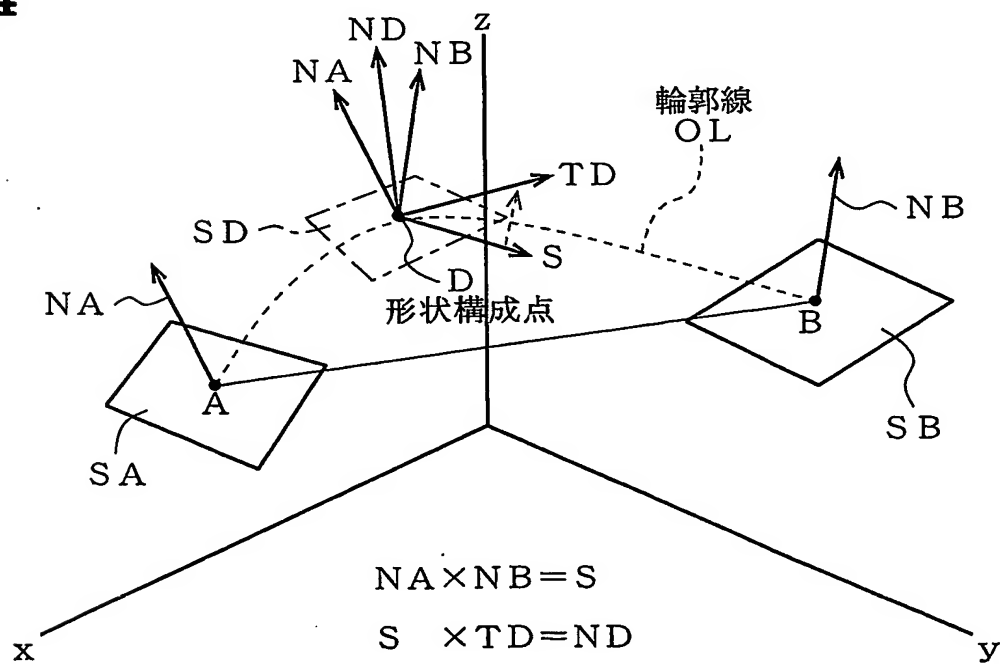 z
ND
NA
NB
輪郭線
OL
TD
NB
SD
S
D
形状構成点
NA
B
A
SB
SA
NA×NB=S
S ×TD=ND
x
y